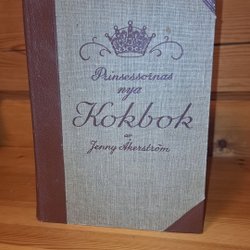 Prinsessornas
nya
Kokbok
av
Jenny Åkerström